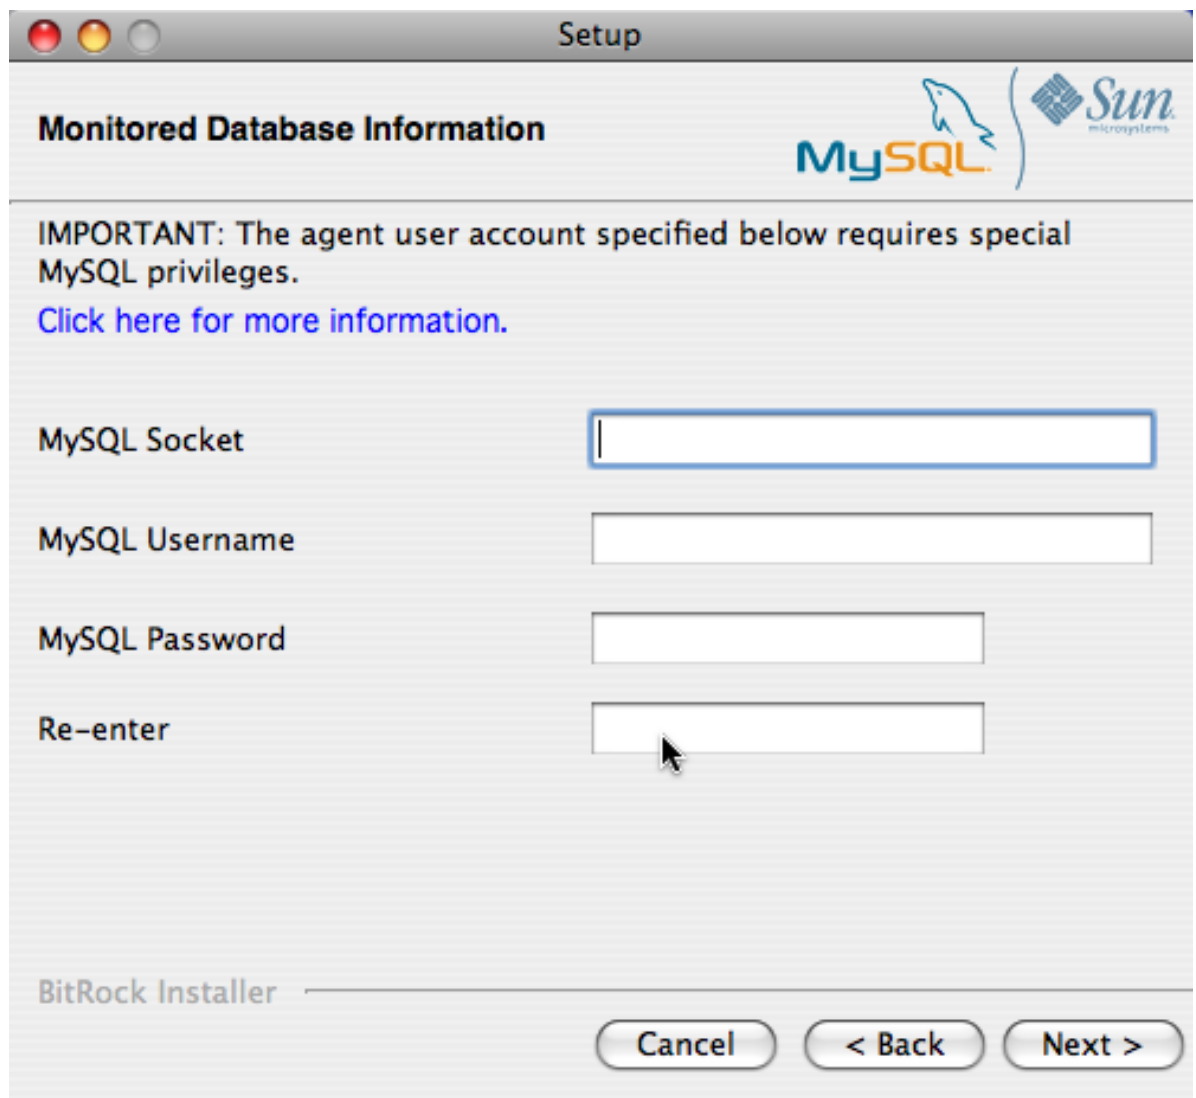 Setup
Monitored Database Information
MySQL.
Sun.
microsystems
IMPORTANT: The agent user account specified below requires special
MySQL privileges.
Click here for more information.
MySQL Socket
MySQL Username
MySQL Password
Re-enter
BitRock Installer
Cancel
< Back
Next >